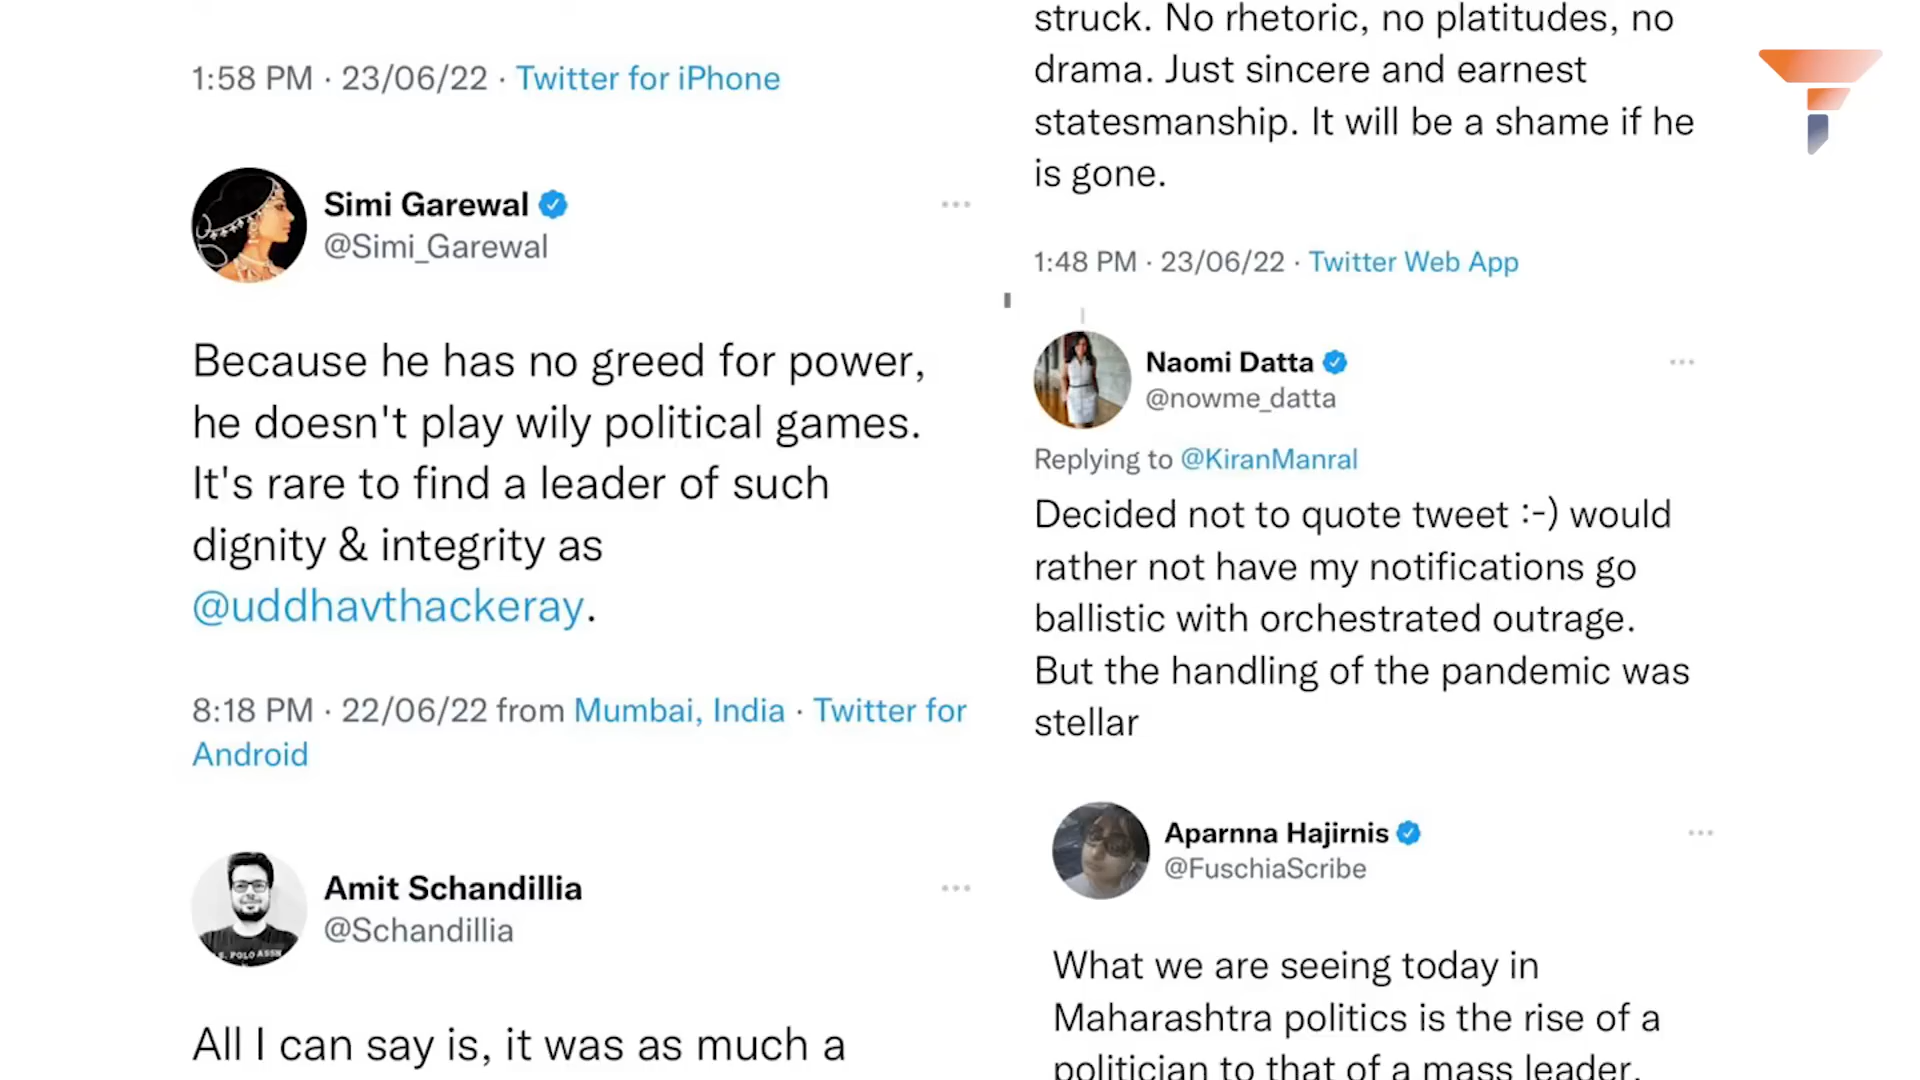 1:58 PM · 23/06/22 · Twitter for iPhone
Simi Garewal
@Simi_Garewal
Because he has no greed for power,
he doesn't play wily political games.
It's rare to find a leader of such
dignity & integrity as
@uddhavthackeray.
8:18 PM · 22/06/22 from Mumbai, India · Twitter for
Android
Amit Schandillia
@Schandillia
All I can say is, it was as much a
struck. No rhetoric, no platitudes, no
drama. Just sincere and earnest
statesmanship. It will be a shame if he
is gone.
1:48 PM · 23/06/22 · Twitter Web App
Naomi Datta
@nowme_datta
Replying to @KiranManral
Decided not to quote tweet :-) would
rather not have my notifications go
ballistic with orchestrated outrage.
But the handling of the pandemic was
stellar
Aparnna Hajirnis
@FuschiaScribe
What we are seeing today in
Maharashtra politics is the rise of a
politician to that of a mass leader.